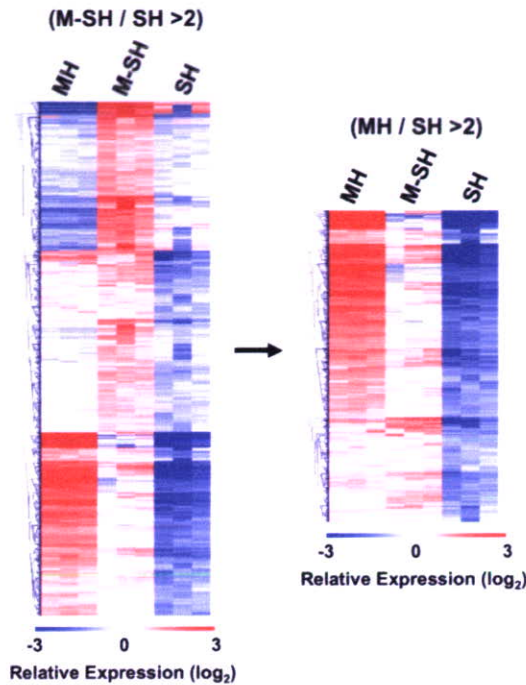 (M-SH / SH >2)
MH
M-SH
SH
-3 0 3
Relative Expression (log2)
(MH / SH >2)
MH
M-SH
SH
-3 0 3
Relative Expression (log2)